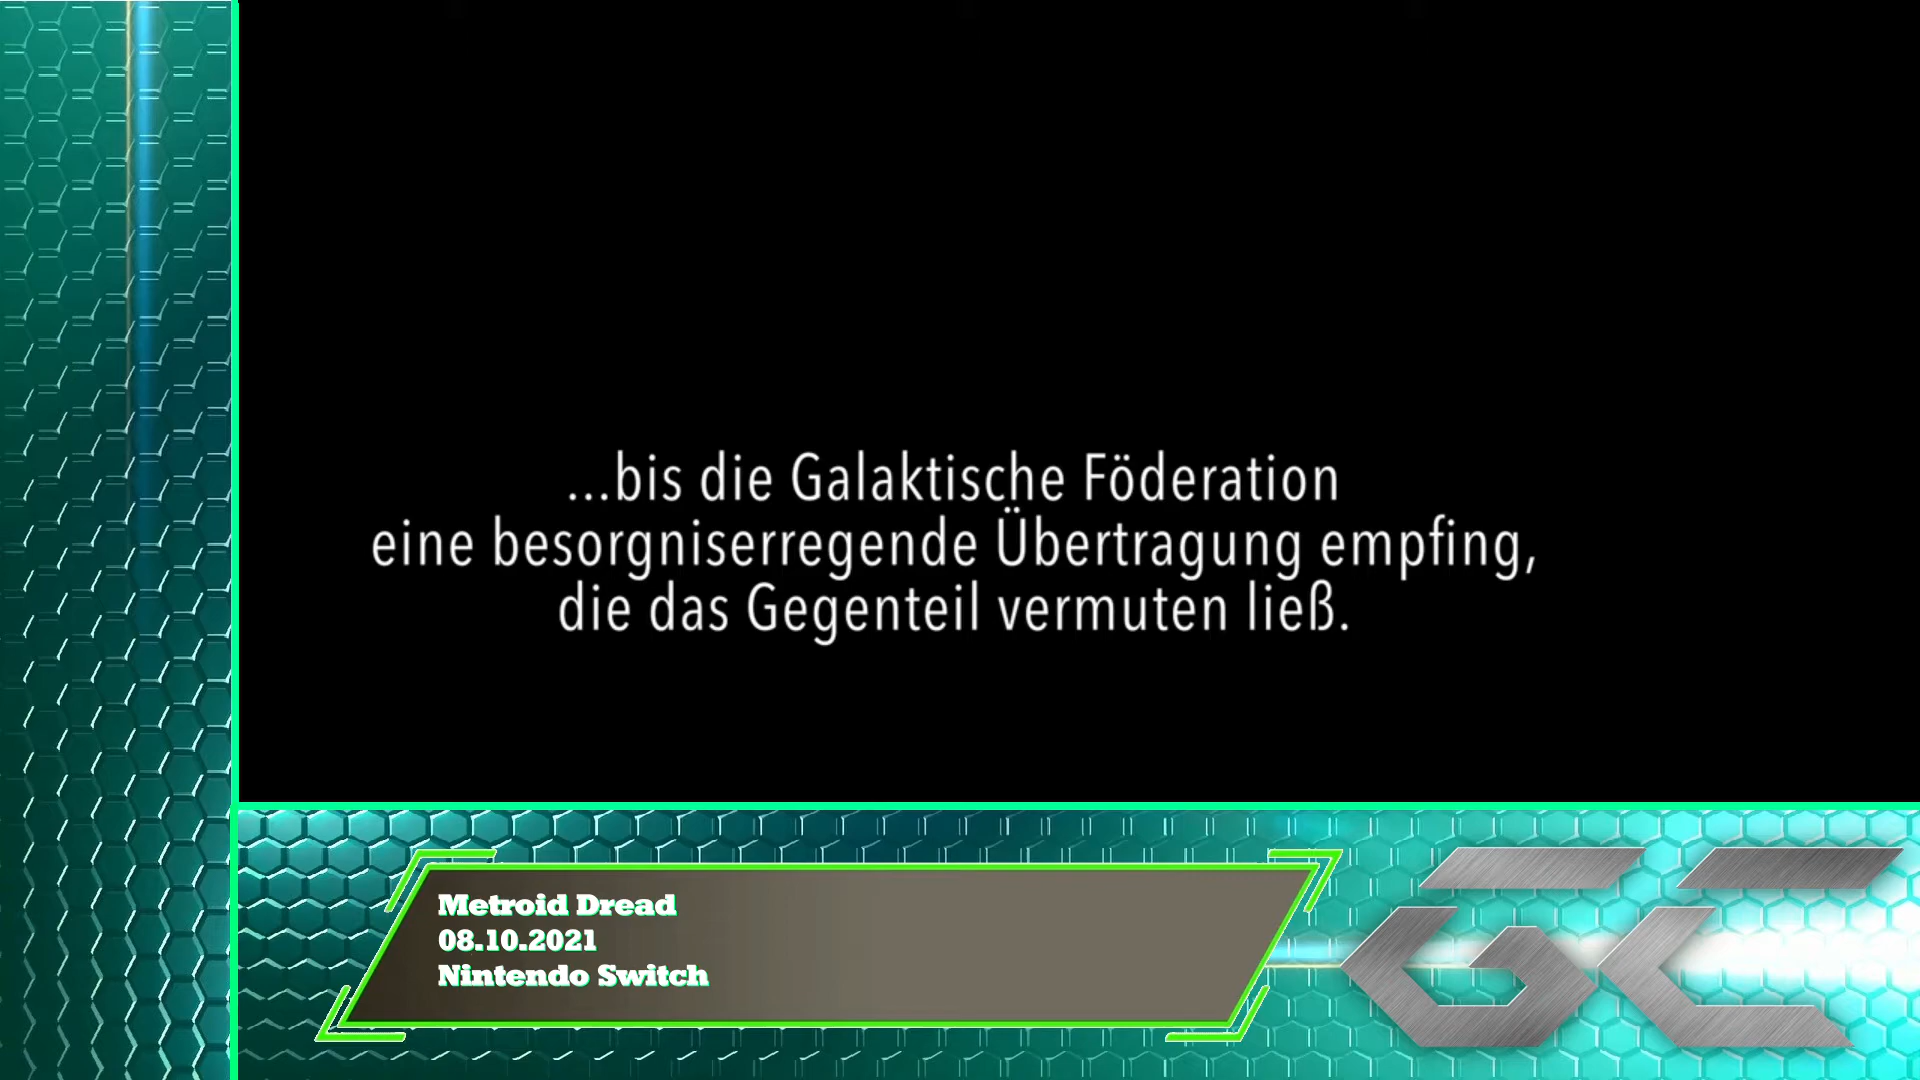 ...bis die Galaktische Föderation
eine besorgniserregende Übertragung empfing,
die das Gegenteil vermuten ließ.
Metroid Dread
08.10.2021
Nintendo Switch
GC